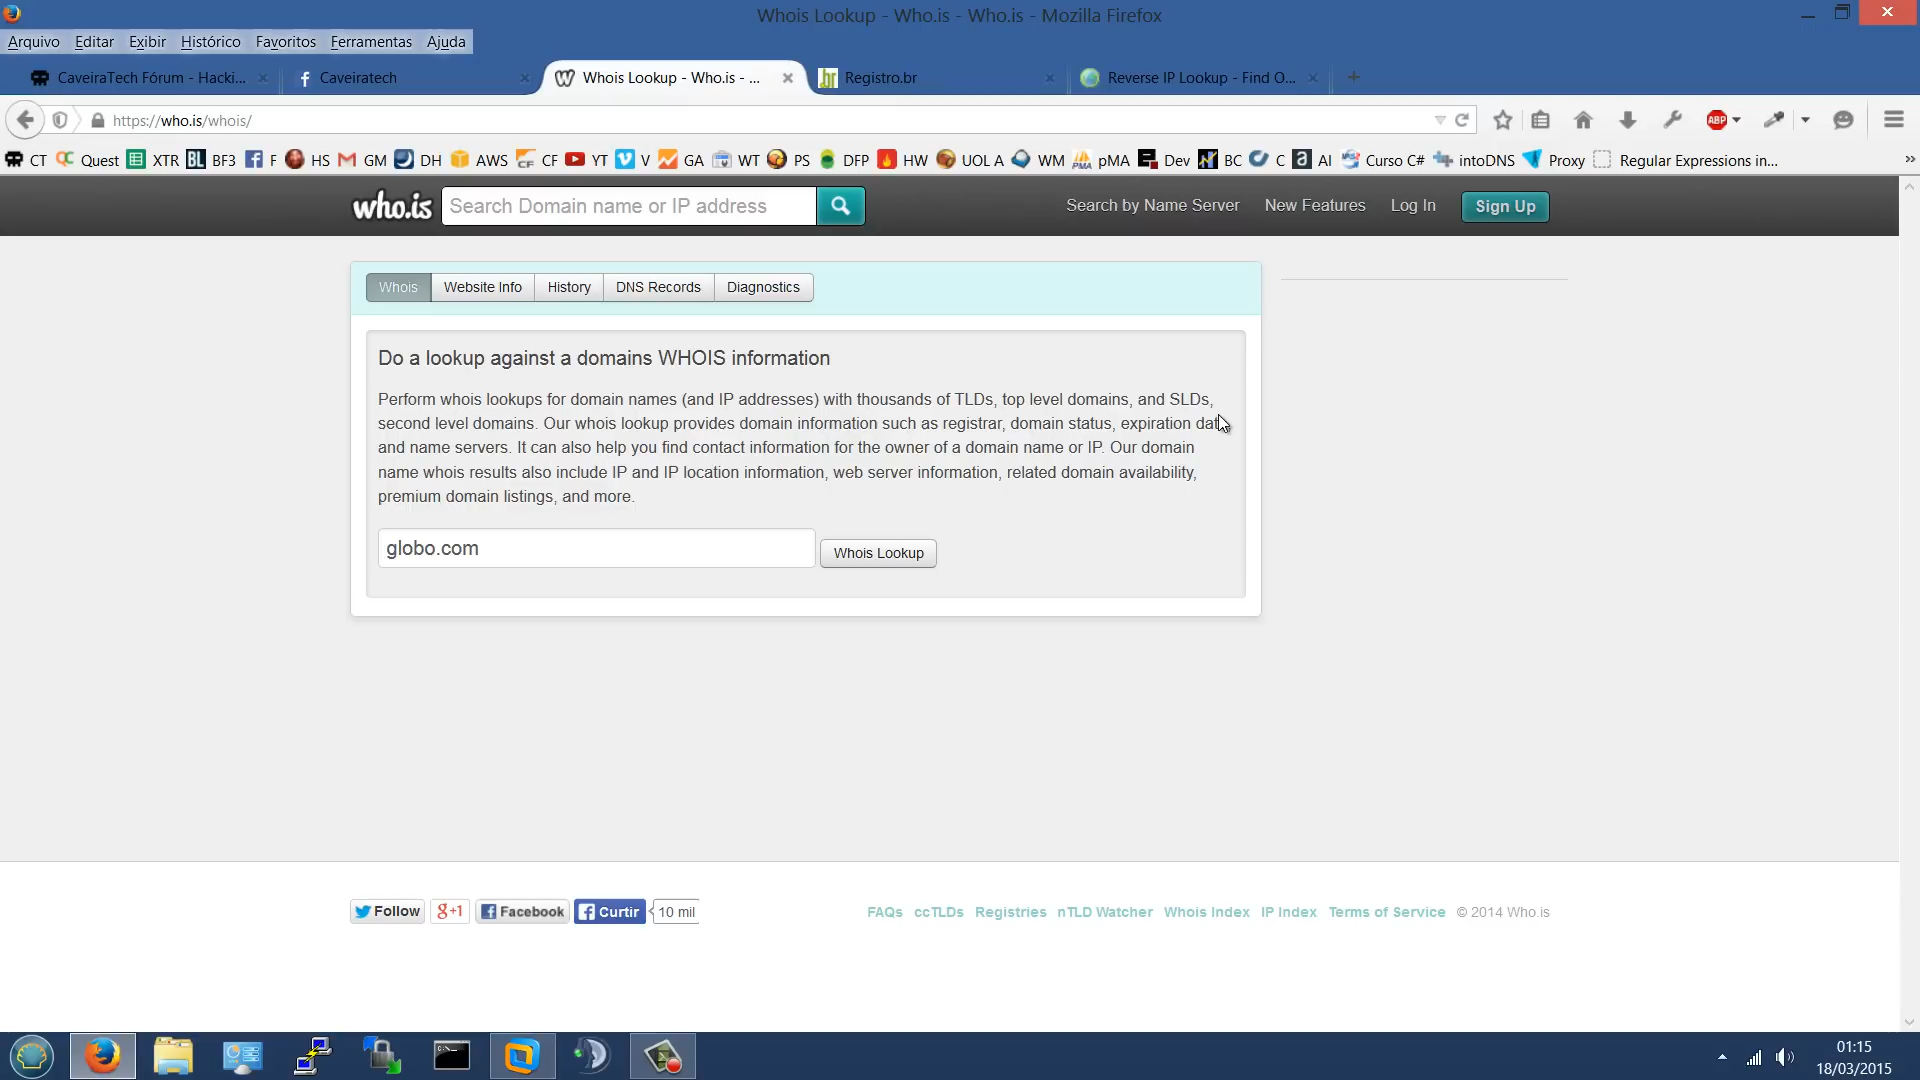 Whois Lookup - Who.is - Who.is - Mozilla Firefox
Arquivo Editar Exibir Histórico Favoritos Ferramentas Ajuda
CaveiraTech Fórum - Hacki... Caveiratech Whois Lookup - Who.is - ... Registro.br Reverse IP Lookup - Find O...
https://who.is/whois/
CT Quest XTR BF3 F HS GM DH AWS CF YT V GA WT PS DFP HW UOL A WM pMA Dev BC C AI Curso C# intoDNS Proxy Regular Expressions in...
who.is Search Domain name or IP address Search by Name Server New Features Log In Sign Up
Whois Website Info History DNS Records Diagnostics
Do a lookup against a domains WHOIS information
Perform whois lookups for domain names (and IP addresses) with thousands of TLDs, top level domains, and SLDs,
second level domains. Our whois lookup provides domain information such as registrar, domain status, expiration dat
and name servers. It can also help you find contact information for the owner of a domain name or IP. Our domain
name whois results also include IP and IP location information, web server information, related domain availability,
premium domain listings, and more.
globo.com Whois Lookup
Follow g+1 Facebook Curtir 10 mil FAQs ccTLDs Registries nTLD Watcher Whois Index IP Index Terms of Service © 2014 Who.is
01:15
18/03/2015